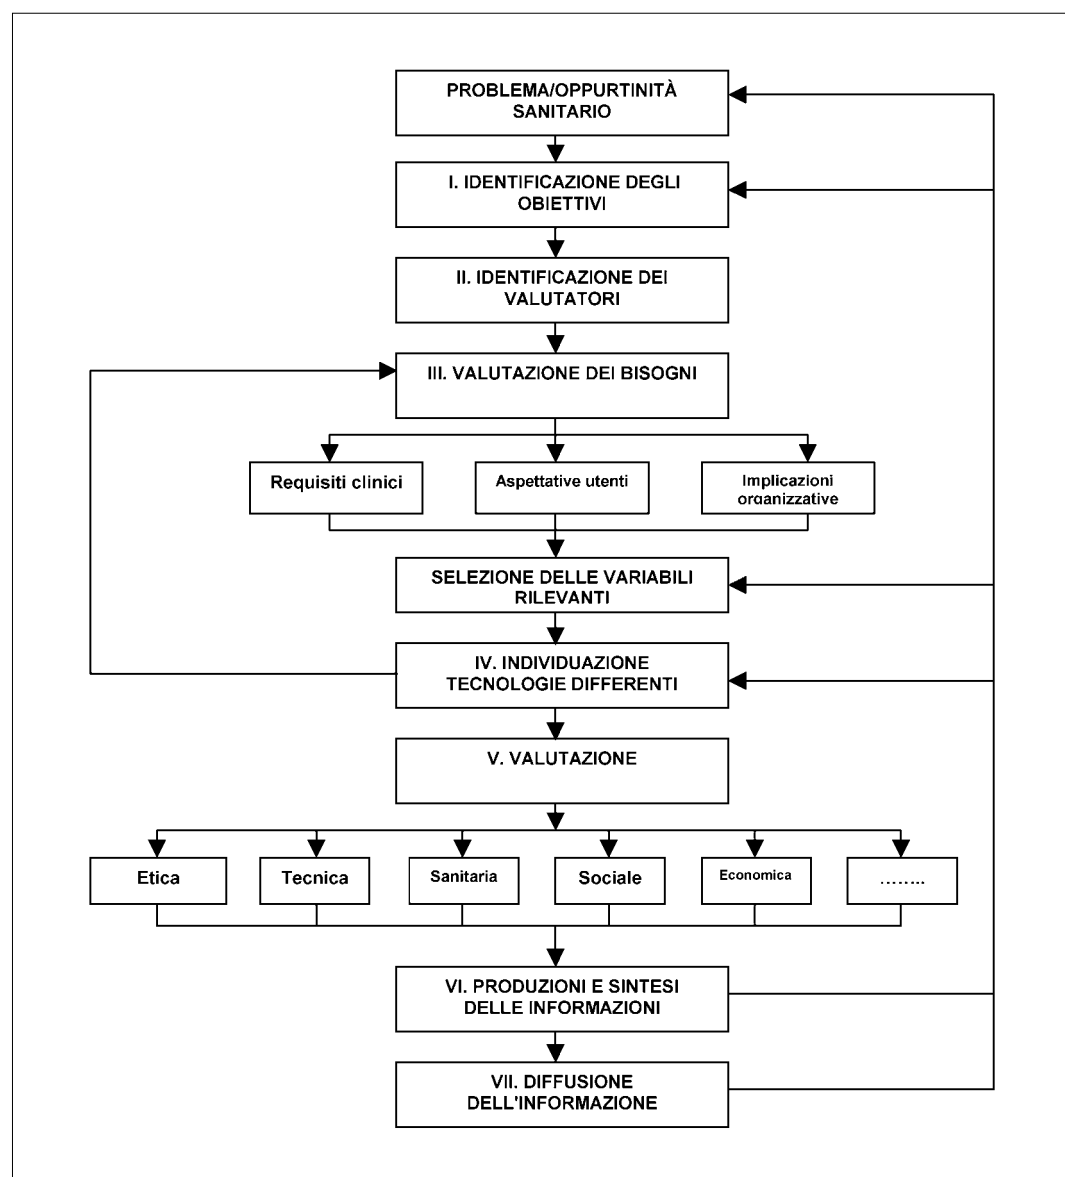 PROBLEMA/OPPURTINITÀ
SANITARIO
I. IDENTIFICAZIONE DEGLI
OBIETTIVI
II. IDENTIFICAZIONE DEI
VALUTATORI
III. VALUTAZIONE DEI BISOGNI
Requisiti clinici
Aspettative utenti
Implicazioni
organizzative
SELEZIONE DELLE VARIABILI
RILEVANTI
IV. INDIVIDUAZIONE
TECNOLOGIE DIFFERENTI
V. VALUTAZIONE
Etica
Tecnica
Sanitaria
Sociale
Economica
........
VI. PRODUZIONI E SINTESI
DELLE INFORMAZIONI
VII. DIFFUSIONE
DELL'INFORMAZIONE